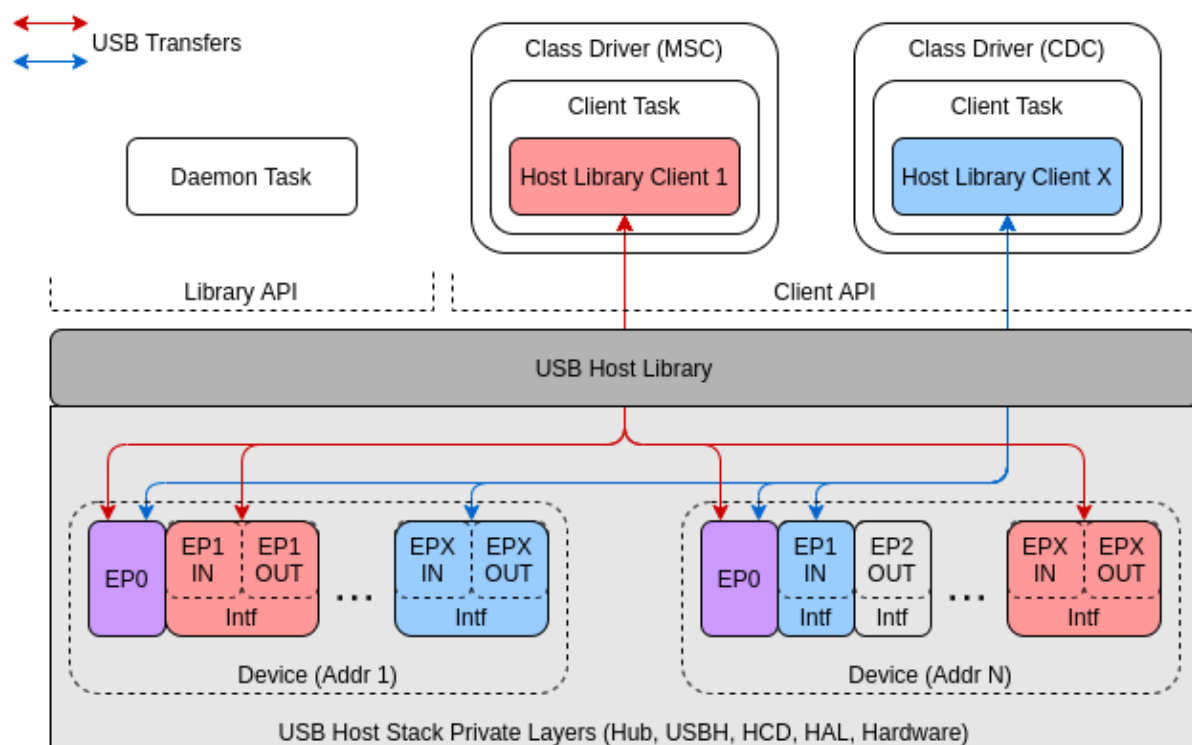 USB Transfers
Class Driver (MSC)
Class Driver (CDC)
Client Task
Client Task
Daemon Task
Host Library Client 1
Host Library Client X
Library API
Client API
USB Host Library
EP0
EP1
IN
EP1
OUT
Intf
...
EPX
IN
EPX
OUT
Intf
Device (Addr 1)
EP0
EP1
IN
Intf
EP2
OUT
Intf
...
EPX
IN
EPX
OUT
Intf
Device (Addr N)
USB Host Stack Private Layers (Hub, USBH, HCD, HAL, Hardware)